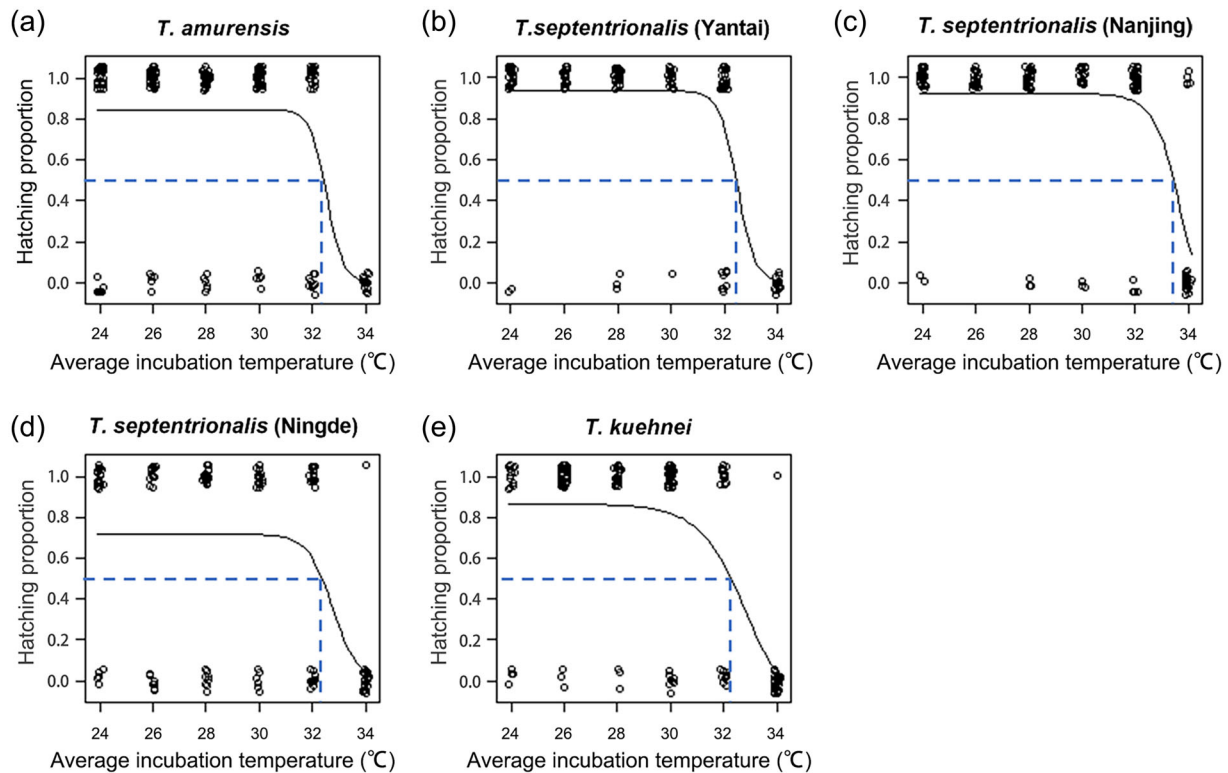 (a) T. amurensis
Hatching proportion
1.0
0.8
0.6
0.4
0.2
0.0
24 26 28 30 32 34
Average incubation temperature (℃)
(b) T.septentrionalis (Yantai)
Hatching proportion
1.0
0.8
0.6
0.4
0.2
0.0
24 26 28 30 32 34
Average incubation temperature (℃)
(c) T. septentrionalis (Nanjing)
Hatching proportion
1.0
0.8
0.6
0.4
0.2
0.0
24 26 28 30 32 34
Average incubation temperature (℃)
(d) T. septentrionalis (Ningde)
Hatching proportion
1.0
0.8
0.6
0.4
0.2
0.0
24 26 28 30 32 34
Average incubation temperature (℃)
(e) T. kuehnei
Hatching proportion
1.0
0.8
0.6
0.4
0.2
0.0
24 26 28 30 32 34
Average incubation temperature (℃)